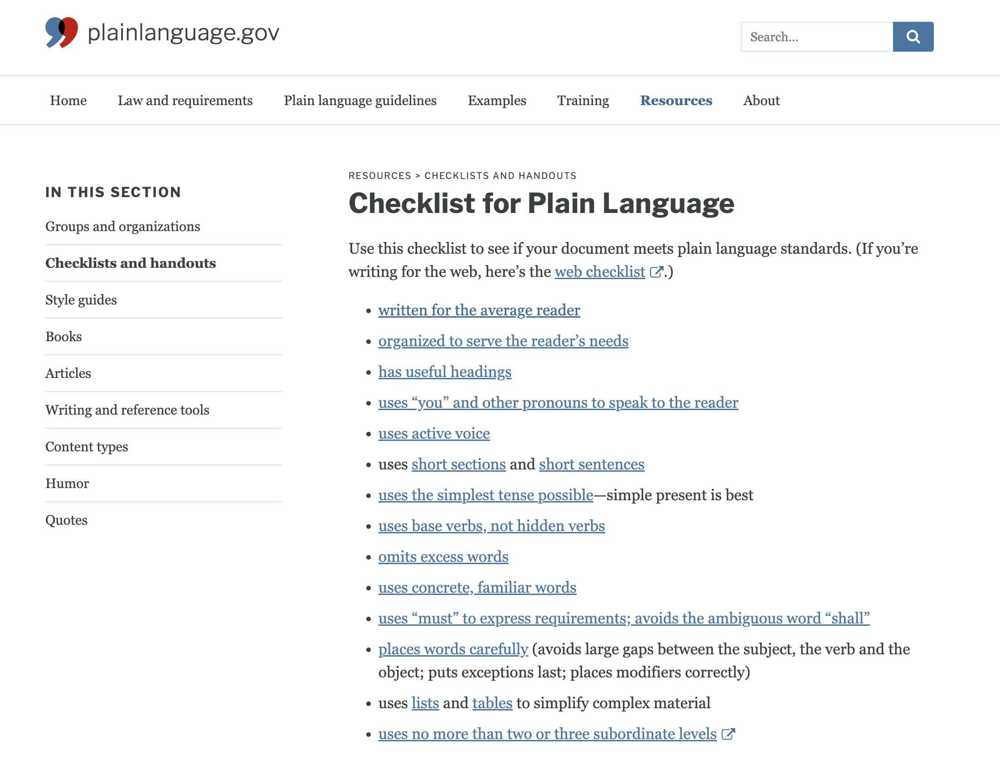 plainlanguage.gov
Search...
Home Law and requirements Plain language guidelines Examples Training Resources About
IN THIS SECTION
Groups and organizations
Checklists and handouts
Style guides
Books
Articles
Writing and reference tools
Content types
Humor
Quotes
RESOURCES > CHECKLISTS AND HANDOUTS
Checklist for Plain Language
Use this checklist to see if your document meets plain language standards. (If you’re
writing for the web, here’s the web checklist.)
• written for the average reader
• organized to serve the reader’s needs
• has useful headings
• uses “you” and other pronouns to speak to the reader
• uses active voice
• uses short sections and short sentences
• uses the simplest tense possible—simple present is best
• uses base verbs, not hidden verbs
• omits excess words
• uses concrete, familiar words
• uses “must” to express requirements; avoids the ambiguous word “shall”
• places words carefully (avoids large gaps between the subject, the verb and the
object; puts exceptions last; places modifiers correctly)
• uses lists and tables to simplify complex material
• uses no more than two or three subordinate levels